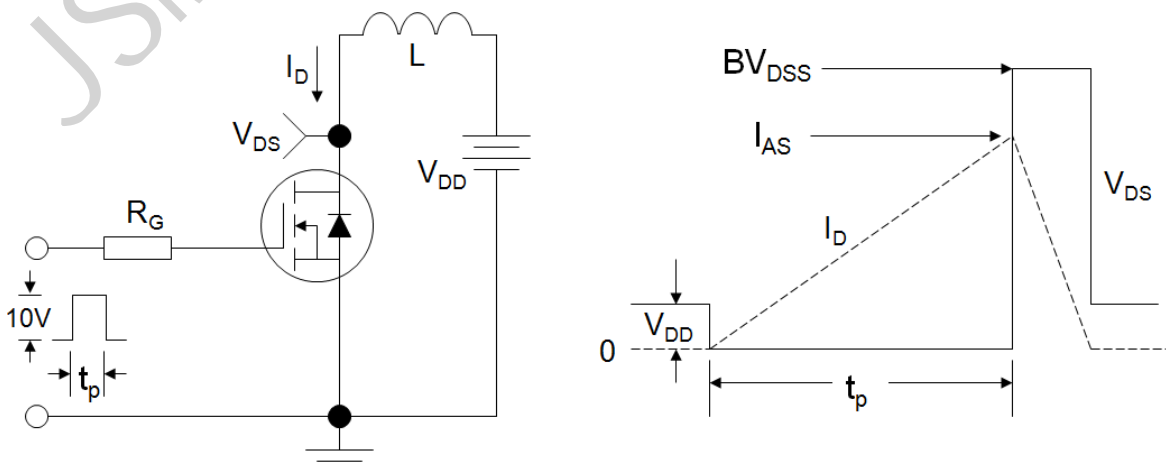 L
I_D
V_DS
V_DD
R_G
10V
t_p
BV_DSS
I_AS
V_DS
I_D
V_DD
0
t_p